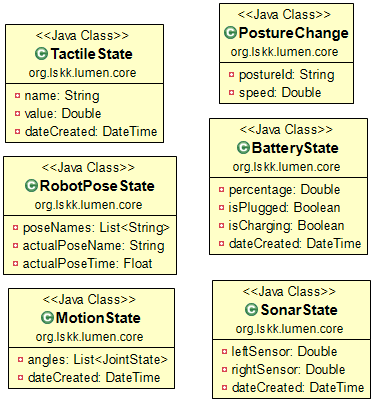 <<Java Class>>
TactileState
org.lskk.lumen.core
name: String
value: Double
dateCreated: DateTime
<<Java Class>>
PostureChange
org.lskk.lumen.core
postureId: String
speed: Double
<<Java Class>>
RobotPoseState
org.lskk.lumen.core
poseNames: List<String>
actualPoseName: String
actualPoseTime: Float
<<Java Class>>
BatteryState
org.lskk.lumen.core
percentage: Double
isPlugged: Boolean
isCharging: Boolean
dateCreated: DateTime
<<Java Class>>
MotionState
org.lskk.lumen.core
angles: List<JointState>
dateCreated: DateTime
<<Java Class>>
SonarState
org.lskk.lumen.core
leftSensor: Double
rightSensor: Double
dateCreated: DateTime